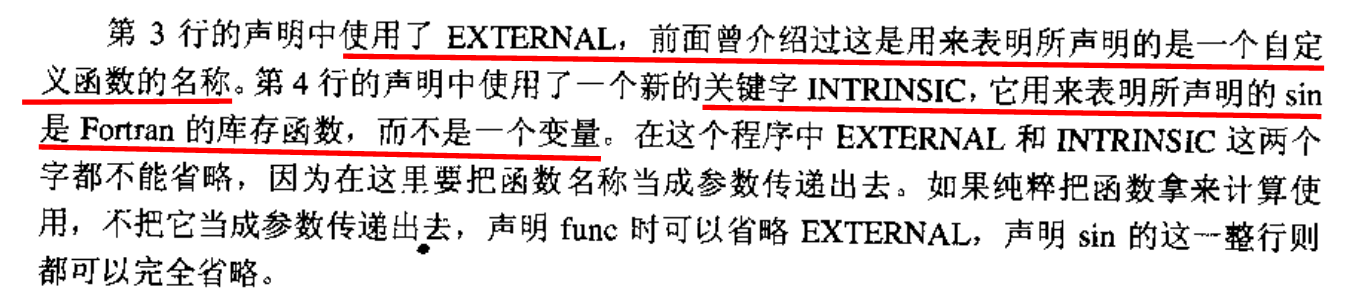 第 3 行的声明中使用了 EXTERNAL，前面曾介绍过这是用来表明所声明的是一个自定
义函数的名称。第 4 行的声明中使用了一个新的关键字 INTRINSIC，它用来表明所声明的 sin
是 Fortran 的库存函数，而不是一个变量。在这个程序中 EXTERNAL 和 INTRINSIC 这两个
字都不能省略，因为在这里要把函数名称当成参数传递出去。如果纯粹把函数拿来计算使
用，不把它当成参数传递出去，声明 func 时可以省略 EXTERNAL，声明 sin 的这一整行则
都可以完全省略。